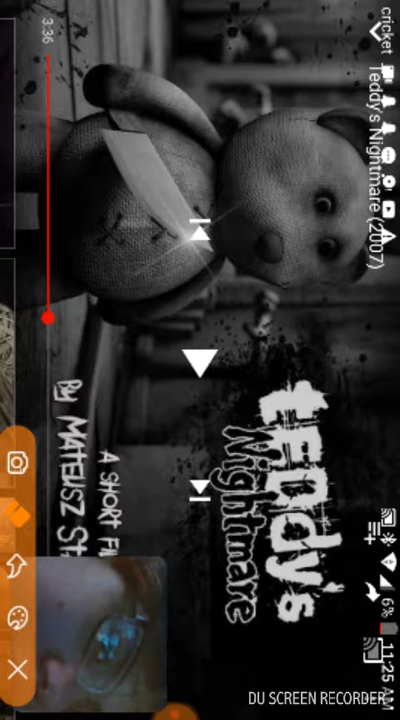 cricket
6% 11:25 AM
Teddy's Nightmare (2007)
teddy's
Nightmare
A SHORT FI
By MATEUSZ St
3:36
DU SCREEN RECORDER